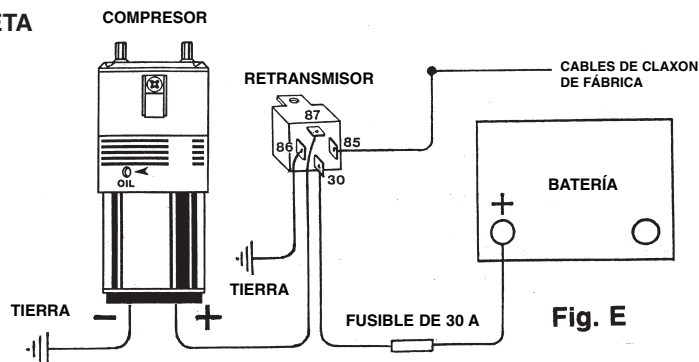 ETA
COMPRESOR
RETRANSMISOR
CABLES DE CLAXON
DE FÁBRICA
87
86
85
30
OIL
BATERÍA
+
TIERRA
TIERRA
− +
FUSIBLE DE 30 A
Fig. E